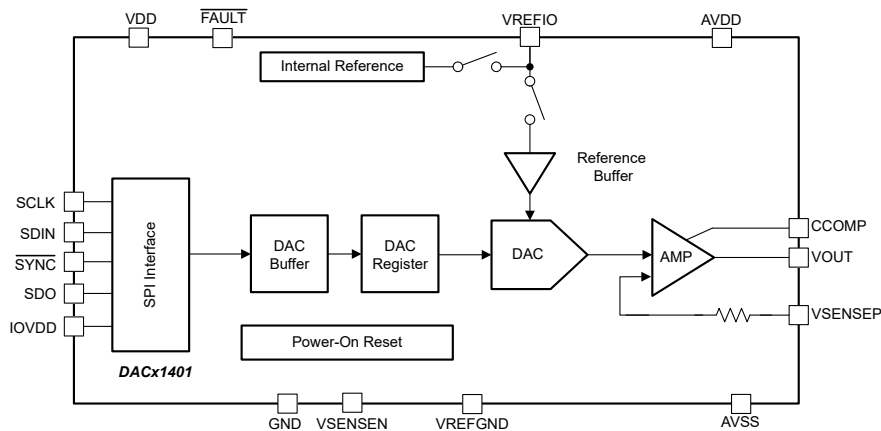 VDD
FAULT
VREFIO
AVDD
Internal Reference
Reference
Buffer
SCLK
SDIN
SYNC
SDO
IOVDD
SPI Interface
DAC
Buffer
DAC
Register
DAC
AMP
CCOMP
VOUT
VSENSEP
Power-On Reset
DACx1401
GND
VSENSEN
VREFGND
AVSS